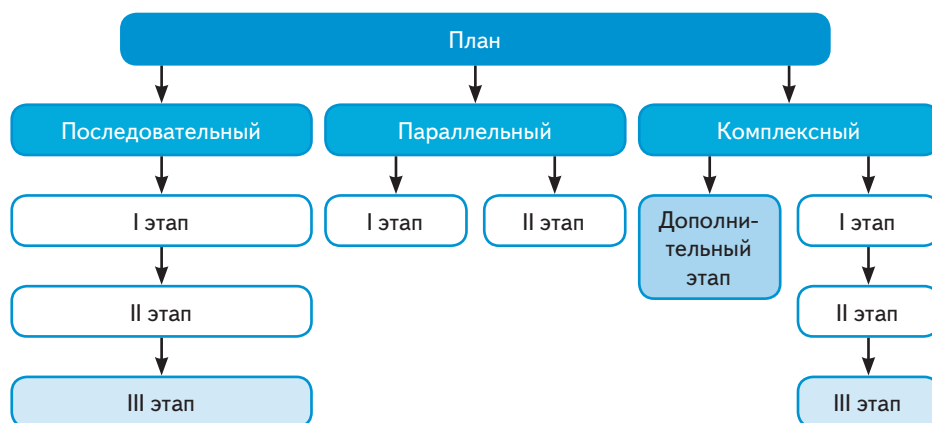 План
Последовательный
Параллельный
Комплексный
I этап
I этап
II этап
Дополни-
тельный
этап
I этап
II этап
II этап
III этап
III этап